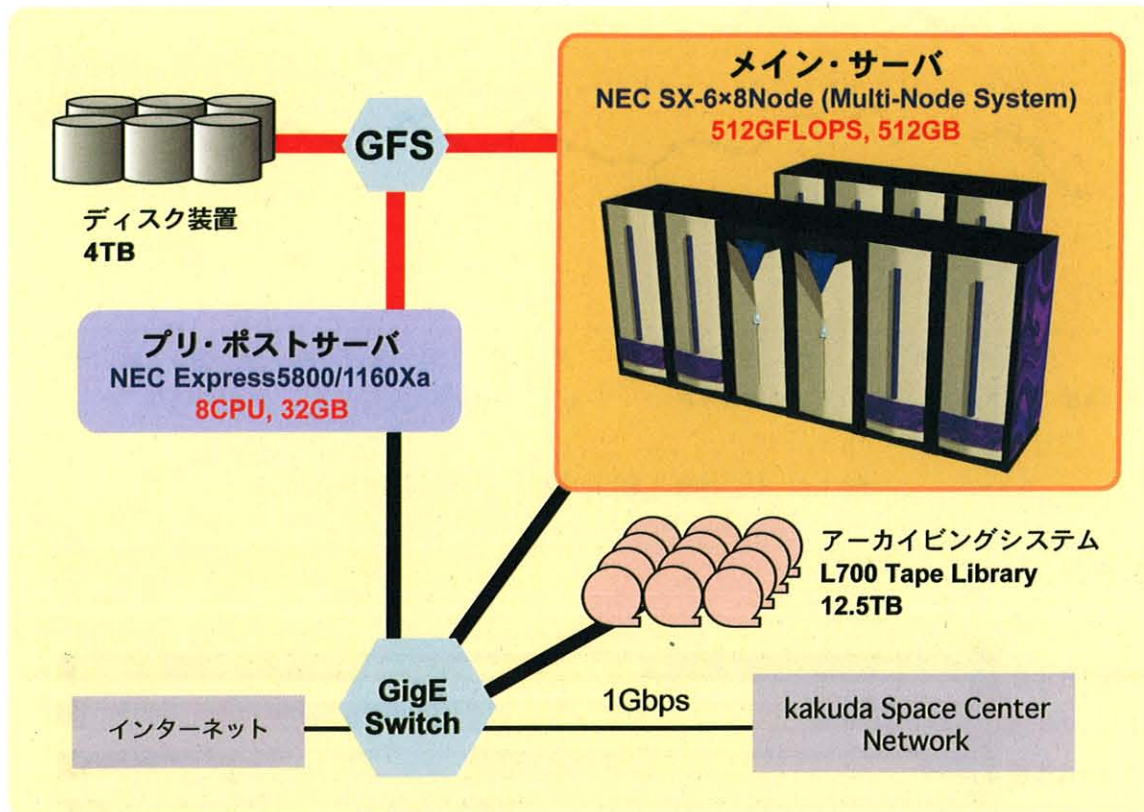 メイン・サーバ
NEC SX-6×8Node (Multi-Node System)
512GFLOPS, 512GB
GFS
ディスク装置
4TB
プリ・ポストサーバ
NEC Express5800/1160Xa
8CPU, 32GB
アーカイビングシステム
L700 Tape Library
12.5TB
GigE
Switch
1Gbps
インターネット
kakuda Space Center
Network